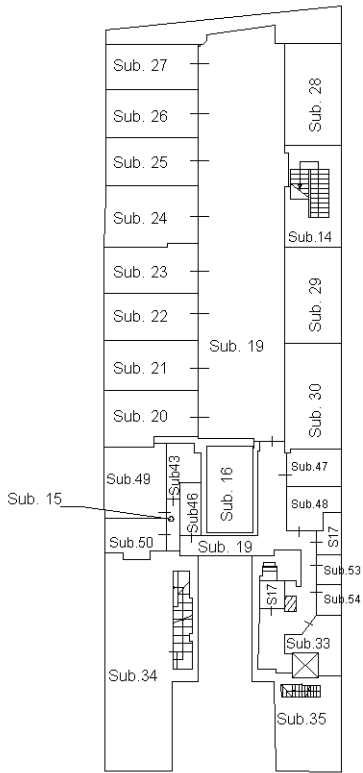 Sub. 27
Sub. 28
Sub. 26
Sub. 25
Sub. 24
Sub.14
Sub. 23
Sub. 29
Sub. 22
Sub. 19
Sub. 21
Sub. 30
Sub. 20
Sub43
Sub.47
Sub.49
Sub. 16
Sub. 15
Sub46
Sub.48
S17
Sub.50
Sub. 19
Sub.53
S17
Sub.54
Sub.33
Sub.34
Sub.35